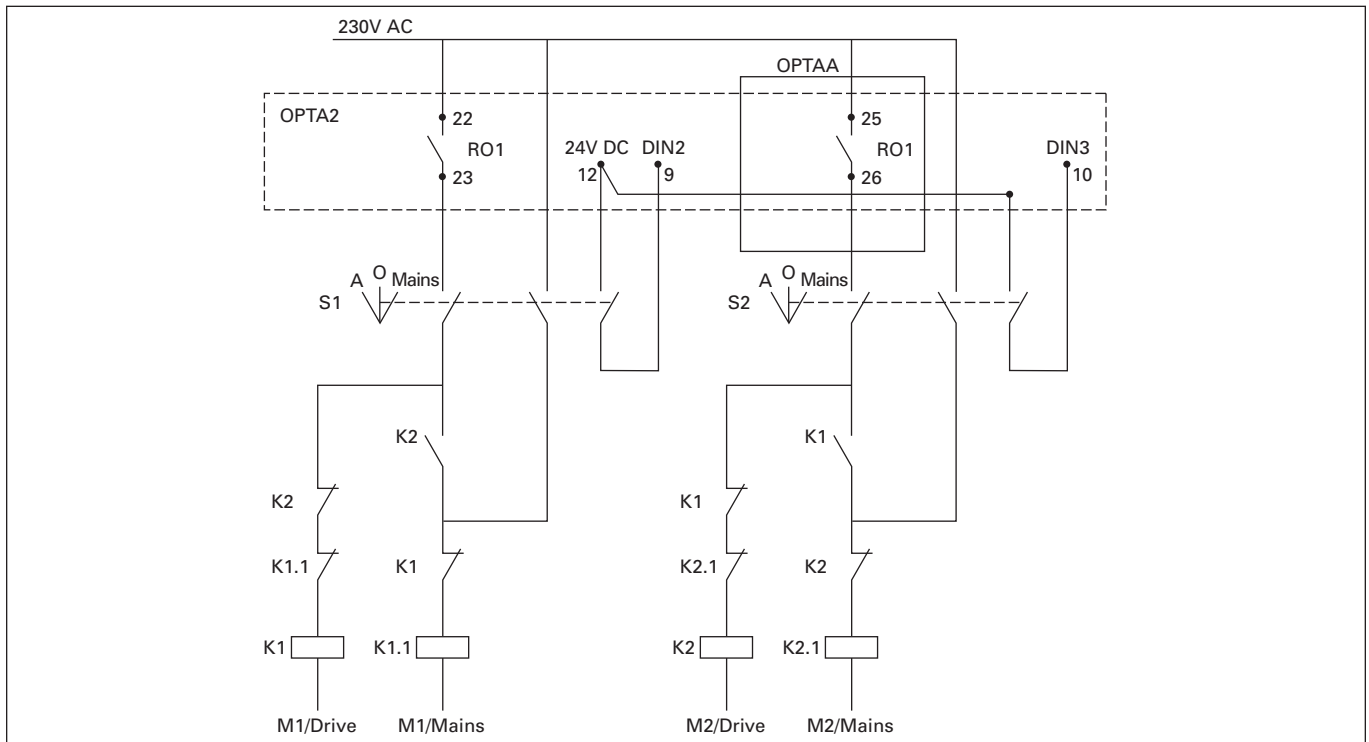 230V AC
OPTAA
OPTA2
22
25
RO1
24V DC DIN2
RO1
DIN3
23
12
9
26
10
A O Mains
A O Mains
S1
S2
K2
K1
K2
K1
K1.1
K1
K2.1
K2
K1
K1.1
K2
K2.1
M1/Drive
M1/Mains
M2/Drive
M2/Mains